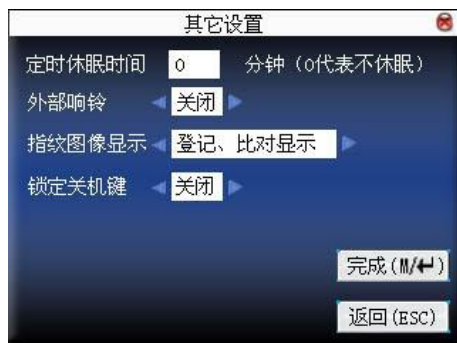 其它设置
定时休眠时间 0 分钟（0代表不休眠）
外部响铃 关闭
指纹图像显示 登记、比对显示
锁定关机键 关闭
完成(M/↵)
返回(ESC)